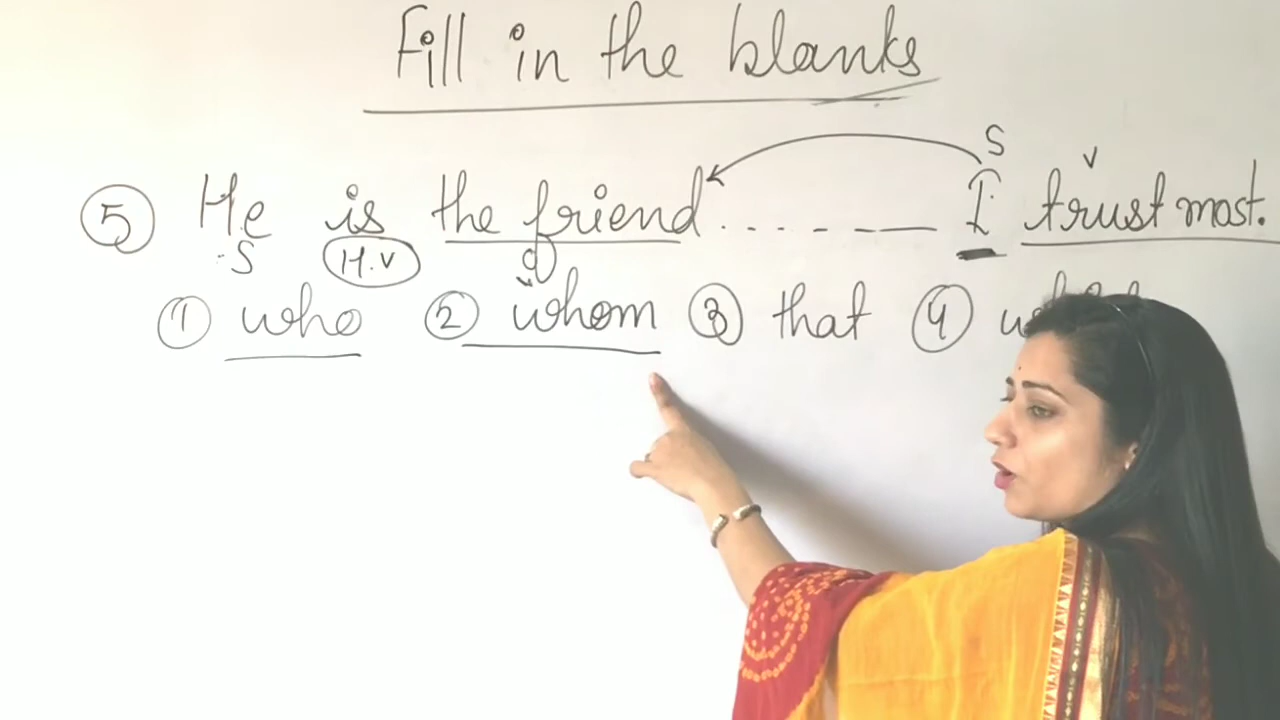 Fill in the blanks
S v
5 He is the friend. . . . - - — I trust most.
S H.V O
1 who 2 whom 3 that 4